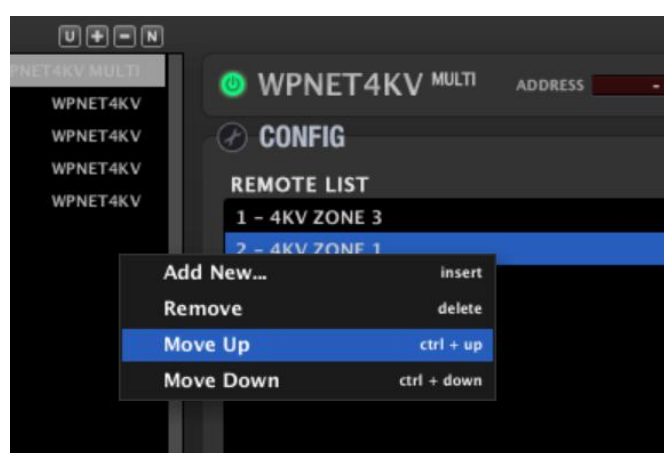 U + - N
PNET4KV MULTI
WPNET4KV
WPNET4KV
WPNET4KV
WPNET4KV
WPNET4KV MULTI ADDRESS -
CONFIG
REMOTE LIST
1 - 4KV ZONE 3
2 - 4KV ZONE 1
Add New... insert
Remove delete
Move Up ctrl + up
Move Down ctrl + down